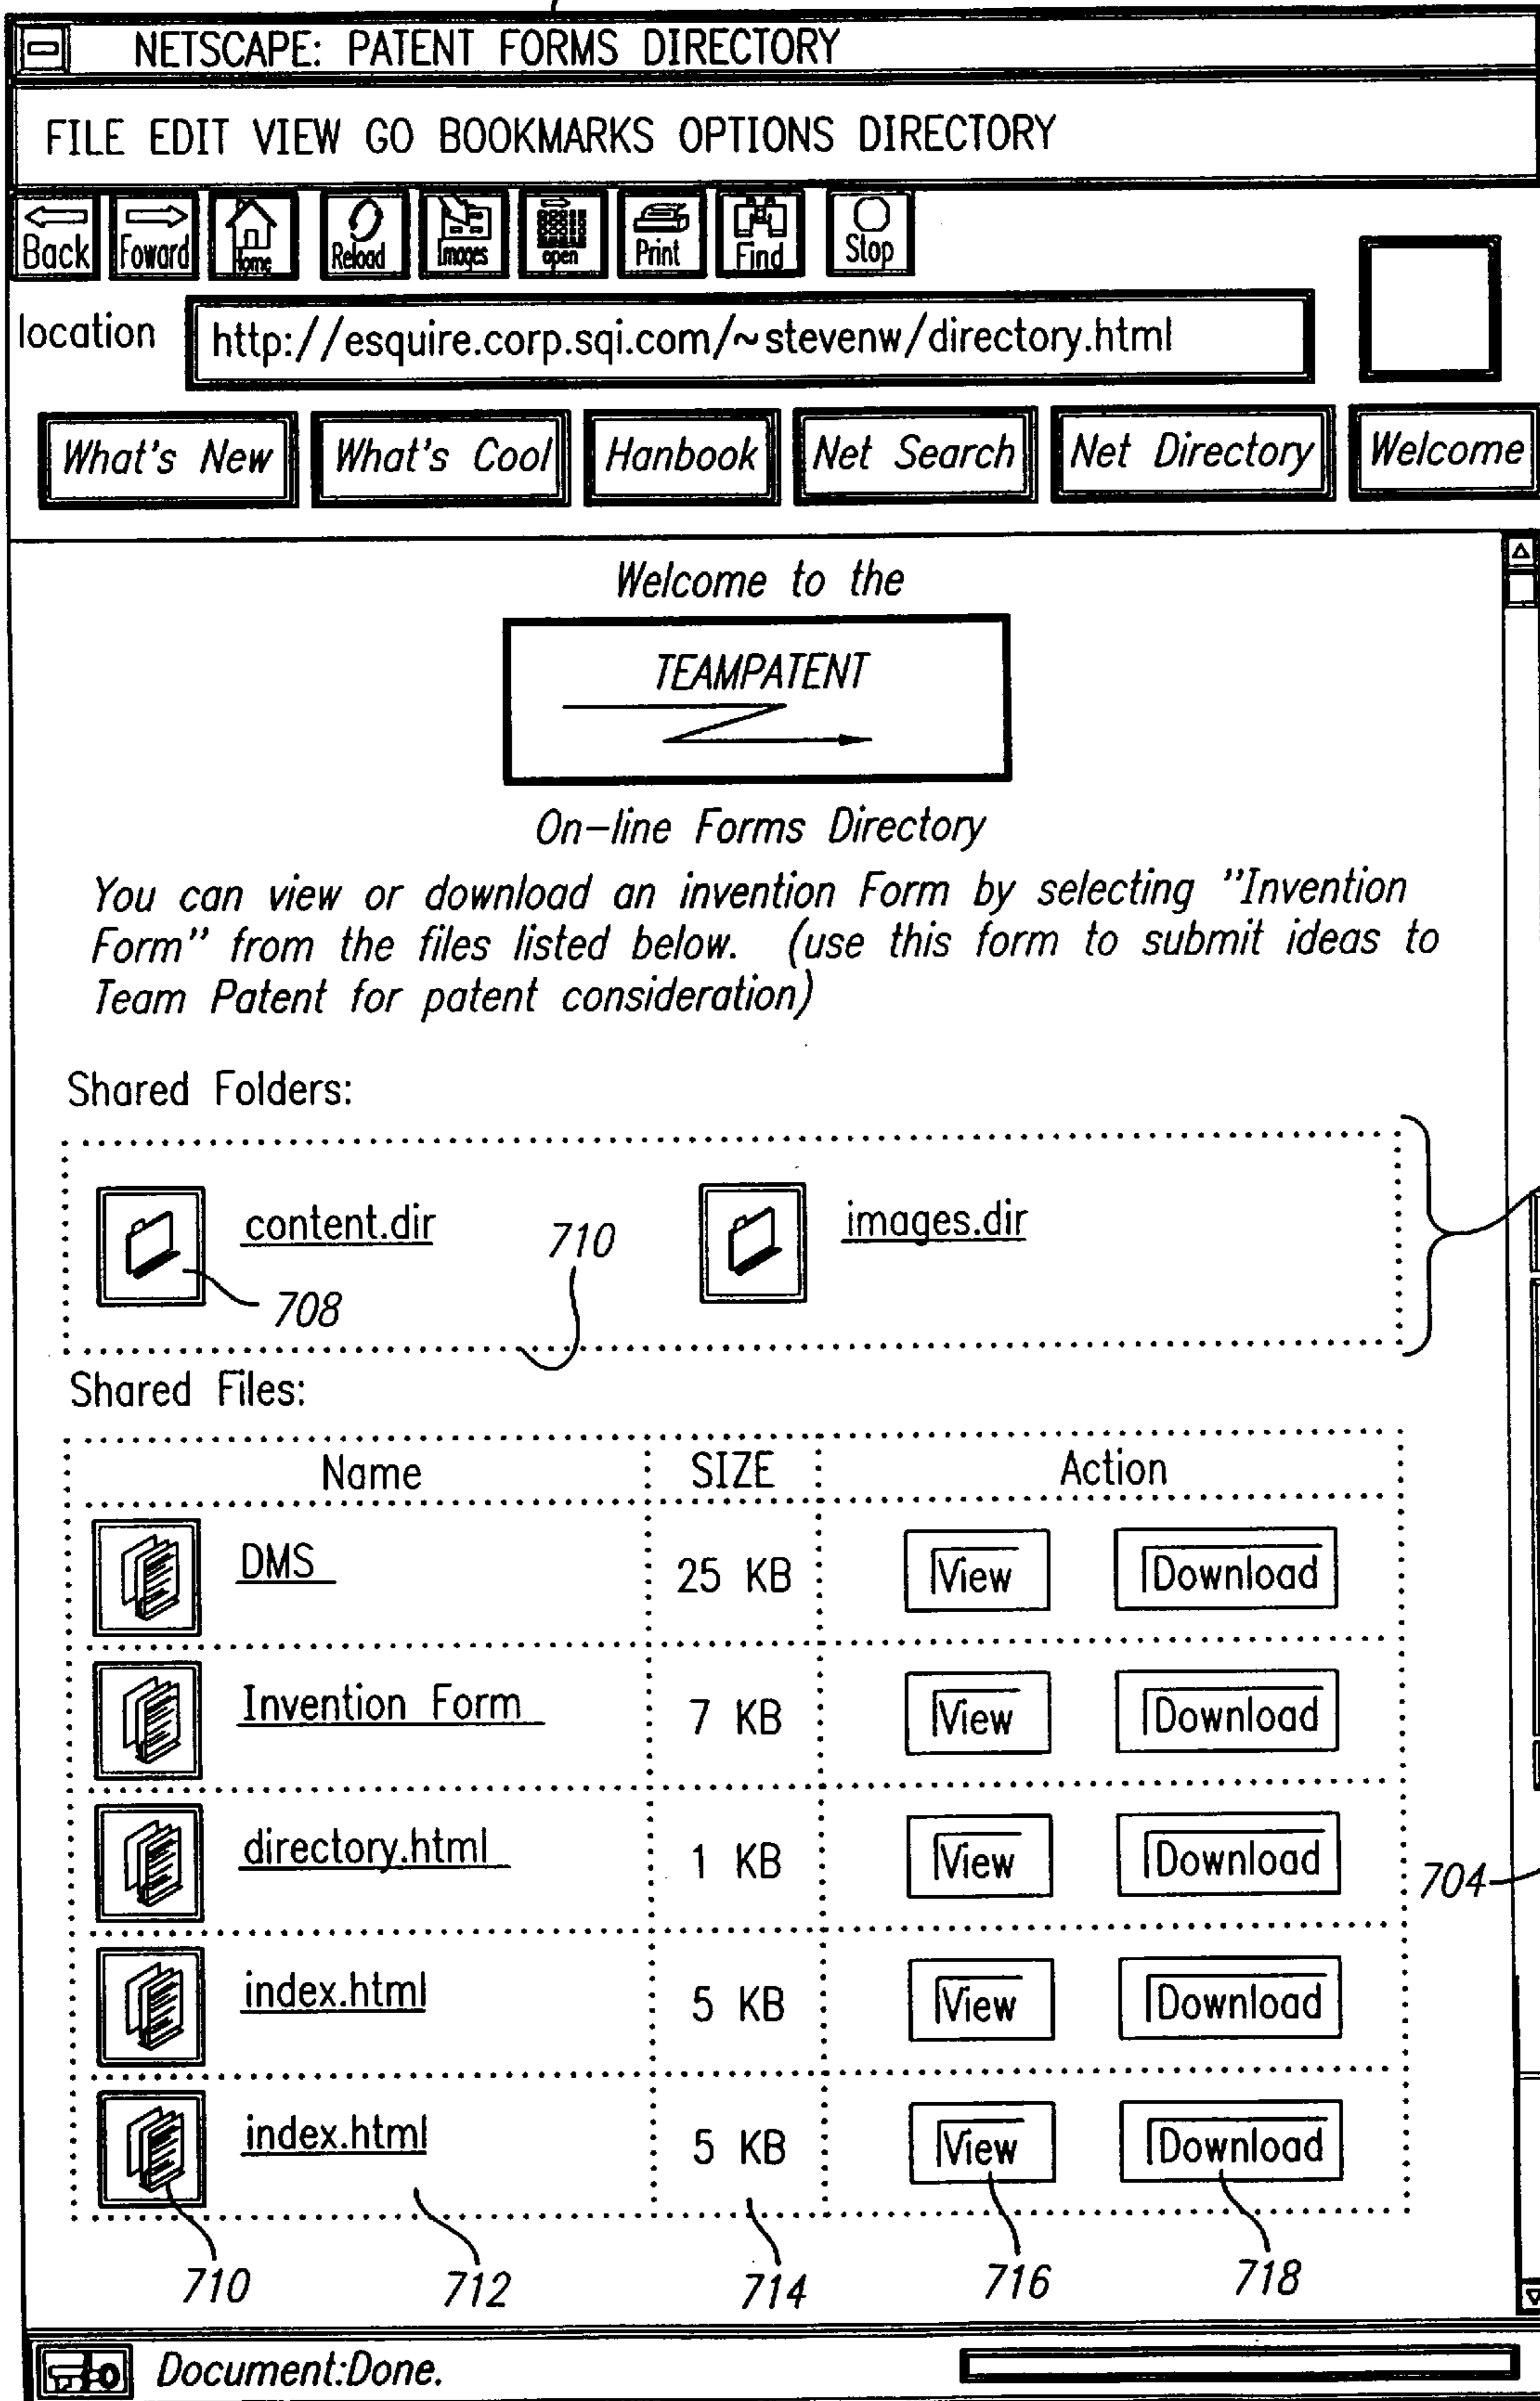 NETSCAPE: PATENT FORMS DIRECTORY
FILE EDIT VIEW GO BOOKMARKS OPTIONS DIRECTORY
Back Foward Home Reload Images open Print Find Stop
location http://esquire.corp.sqi.com/~stevenw/directory.html
What's New What's Cool Hanbook Net Search Net Directory Welcome
Welcome to the
TEAMPATENT
On-line Forms Directory
You can view or download an invention Form by selecting "Invention
Form" from the files listed below. (use this form to submit ideas to
Team Patent for patent consideration)
Shared Folders:
content.dir 710 images.dir
708
Shared Files:
Name SIZE Action
DMS 25 KB View Download
Invention Form 7 KB View Download
directory.html 1 KB View Download
704
index.html 5 KB View Download
index.html 5 KB View Download
710 712 714 716 718
Document:Done.